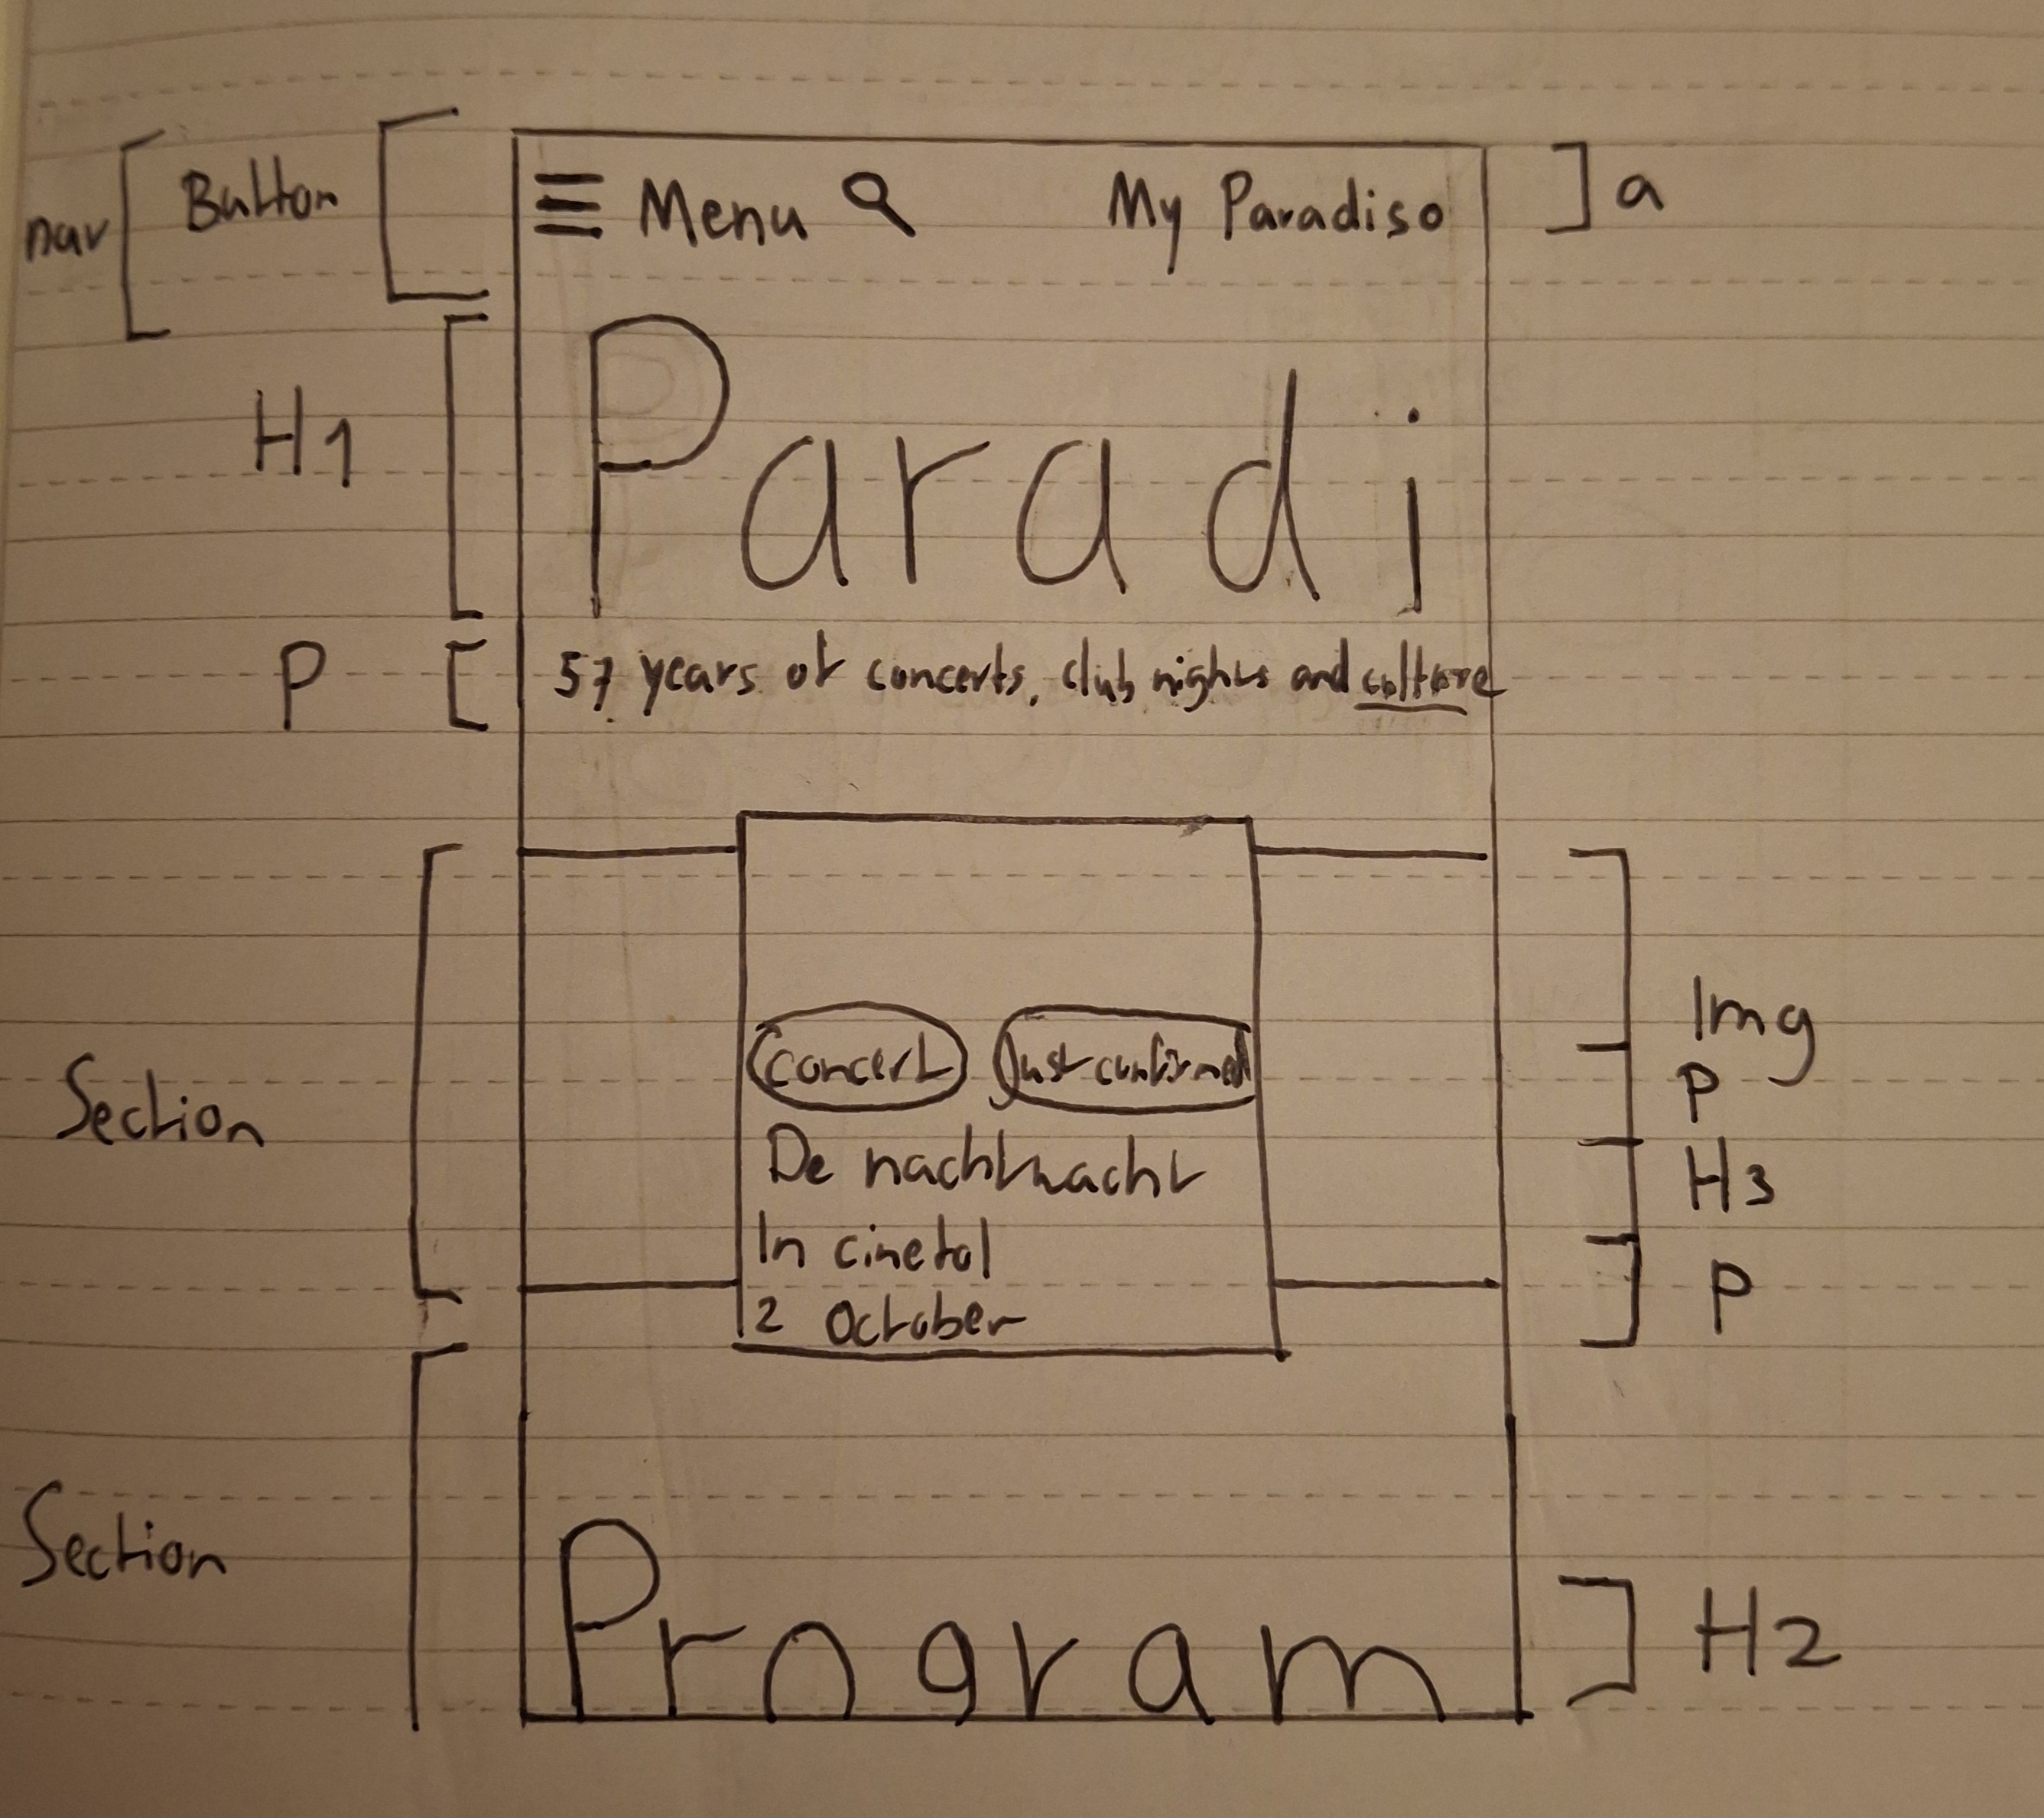 nav
Button
Menu
My Paradiso
a
H1
Paradi
P
57 years of concerts, club nights and culture
Section
Img
concert
Just confirmed
P
De nachtwacht
H3
In cinetol
2 October
P
Section
Program
H2